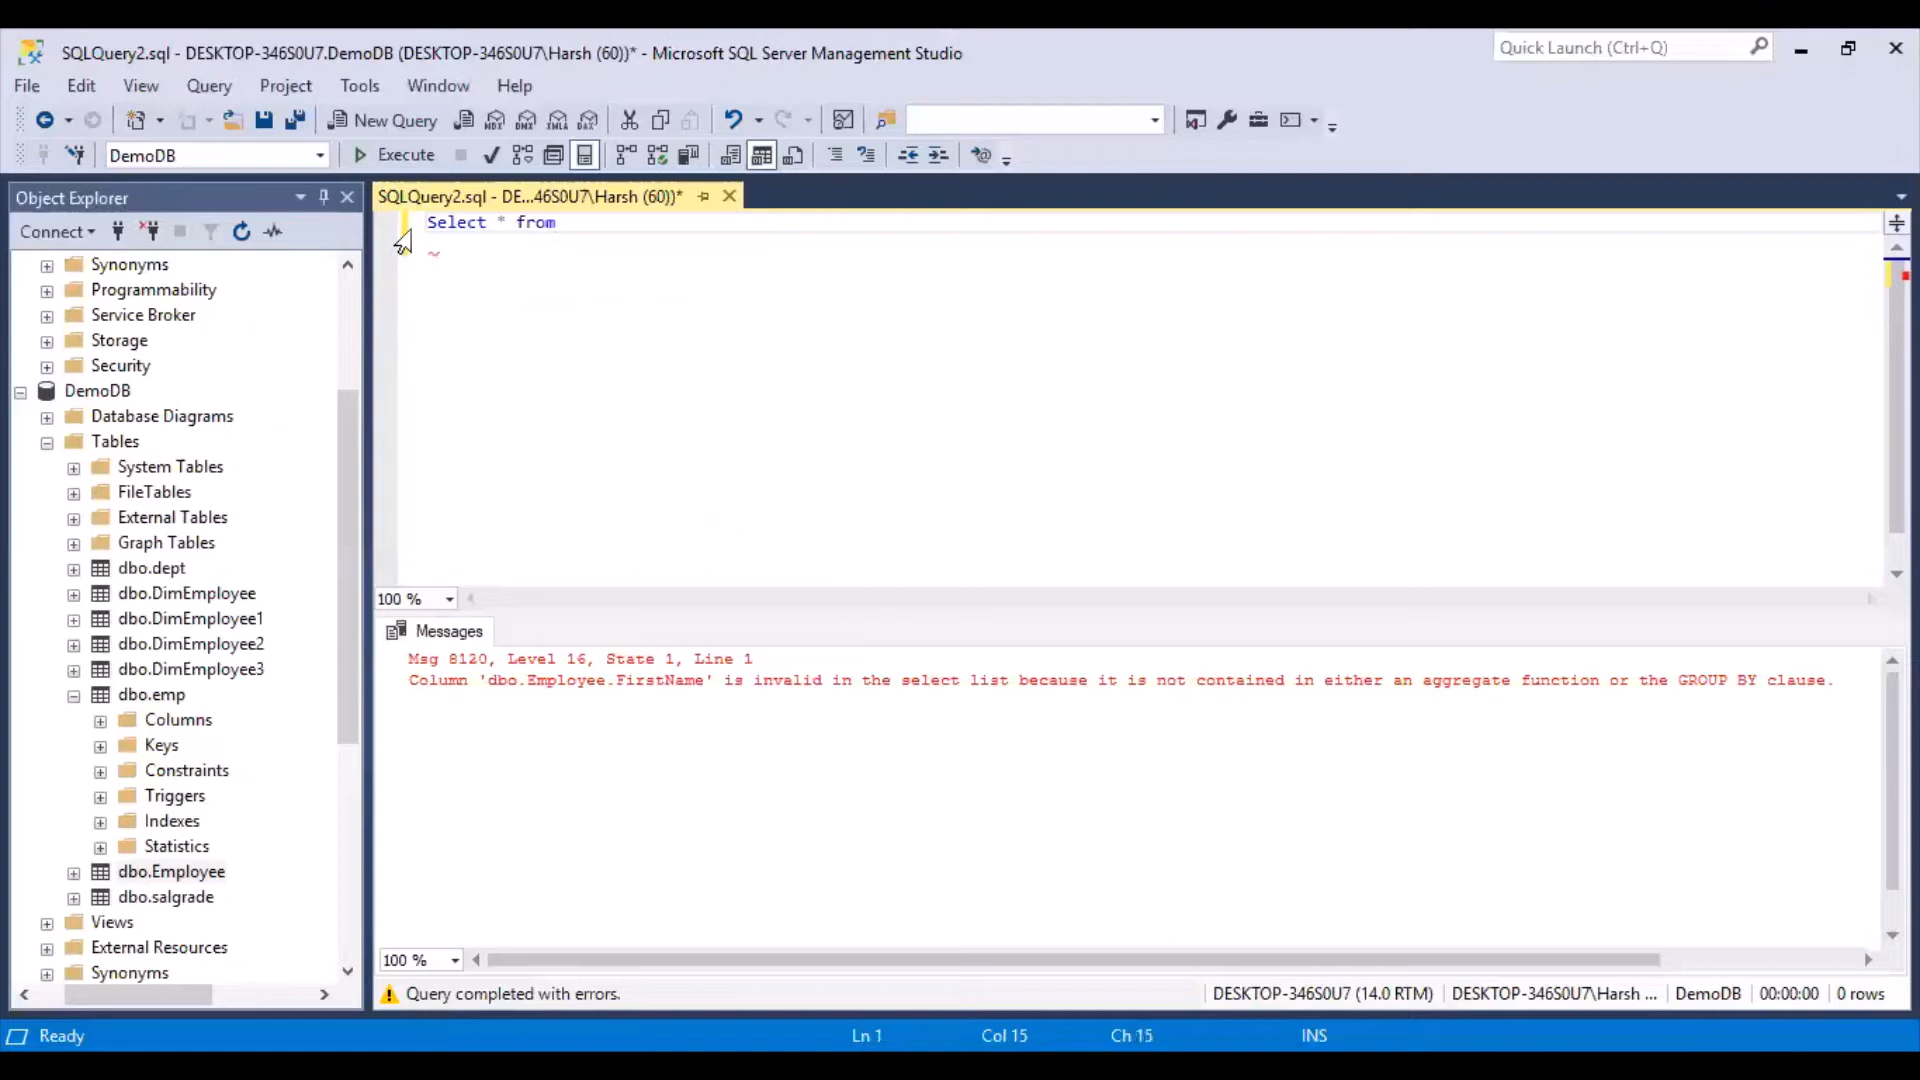 SQLQuery2.sql - DESKTOP-346S0U7.DemoDB (DESKTOP-346S0U7\Harsh (60))* - Microsoft SQL Server Management Studio
Quick Launch (Ctrl+Q)
File Edit View Query Project Tools Window Help
New Query
MDX DMX XMLA DAX
DemoDB
Execute
Object Explorer
SQLQuery2.sql - DE...46S0U7\Harsh (60))*
Connect
Select * from
Synonyms
Programmability
Service Broker
Storage
Security
DemoDB
Database Diagrams
Tables
System Tables
FileTables
External Tables
Graph Tables
dbo.dept
dbo.DimEmployee
dbo.DimEmployee1
dbo.DimEmployee2
dbo.DimEmployee3
dbo.emp
Columns
Keys
Constraints
Triggers
Indexes
Statistics
dbo.Employee
dbo.salgrade
Views
External Resources
Synonyms
100 %
Messages
Msg 8120, Level 16, State 1, Line 1
Column 'dbo.Employee.FirstName' is invalid in the select list because it is not contained in either an aggregate function or the GROUP BY clause.
100 %
Query completed with errors.
DESKTOP-346S0U7 (14.0 RTM)
DESKTOP-346S0U7\Harsh ...
DemoDB
00:00:00
0 rows
Ready
Ln 1
Col 15
Ch 15
INS